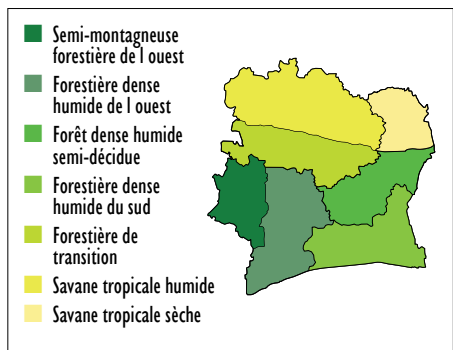 Semi-montagneuse
forestière de l ouest
Forestière dense
humide de l ouest
Forêt dense humide
semi-décidue
Forestière dense
humide du sud
Forestière de
transition
Savane tropicale humide
Savane tropicale sèche